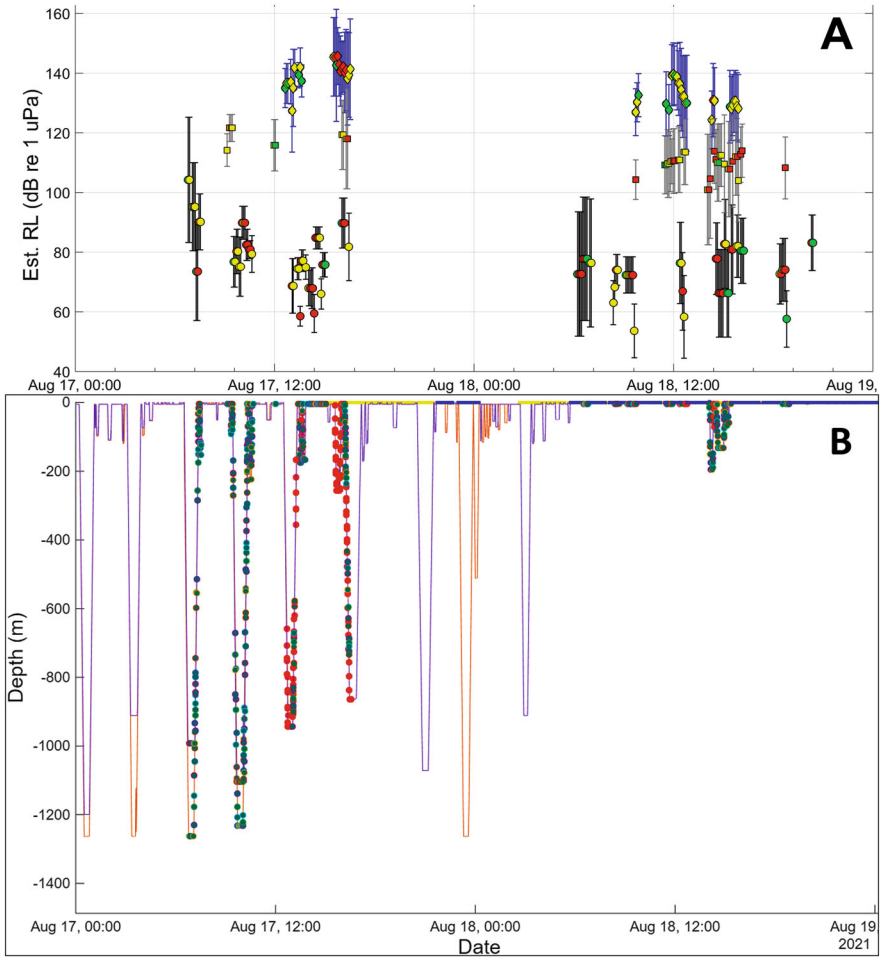 160
A
140
120
100
80
60
40
Est. RL (dB re 1 uPa)
Aug 17, 00:00 Aug 17, 12:00 Aug 18, 00:00 Aug 18, 12:00 Aug 19,
0
B
-200
-400
-600
-800
-1000
-1200
-1400
Depth (m)
Aug 17, 00:00 Aug 17, 12:00 Aug 18, 00:00 Aug 18, 12:00 Aug 19,
Date 2021